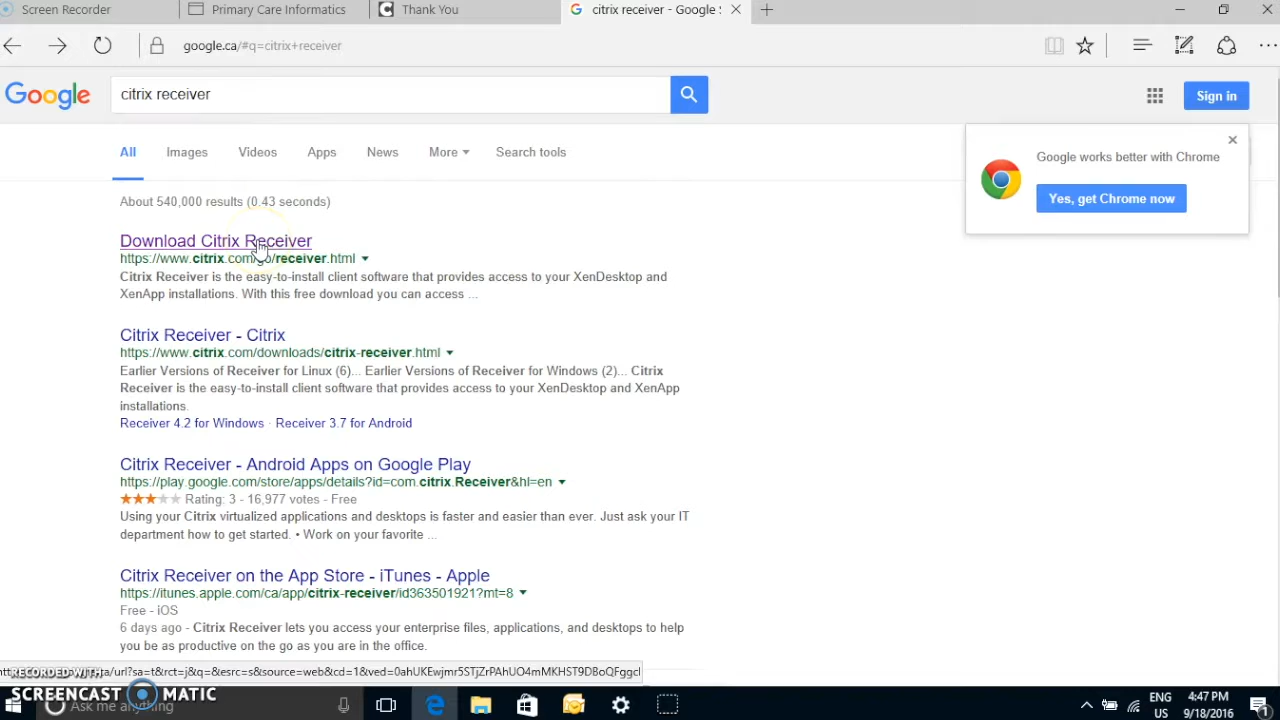 Screen Recorder
Primary Care Informatics
Thank You
citrix receiver - Google S
google.ca/#q=citrix+receiver
Google
citrix receiver
Sign in
All
Images
Videos
Apps
News
More
Search tools
Google works better with Chrome
Yes, get Chrome now
About 540,000 results (0.43 seconds)
Download Citrix Receiver
https://www.citrix.com/go/receiver.html
Citrix Receiver is the easy-to-install client software that provides access to your XenDesktop and
XenApp installations. With this free download you can access ...
Citrix Receiver - Citrix
https://www.citrix.com/downloads/citrix-receiver.html
Earlier Versions of Receiver for Linux (6)... Earlier Versions of Receiver for Windows (2)... Citrix
Receiver is the easy-to-install client software that provides access to your XenDesktop and XenApp
installations.
Receiver 4.2 for Windows · Receiver 3.7 for Android
Citrix Receiver - Android Apps on Google Play
https://play.google.com/store/apps/details?id=com.citrix.Receiver&hl=en
Rating: 3 - 16,977 votes - Free
Using your Citrix virtualized applications and desktops is faster and easier than ever. Just ask your IT
department how to get started. • Work on your favorite ...
Citrix Receiver on the App Store - iTunes - Apple
https://itunes.apple.com/ca/app/citrix-receiver/id363501921?mt=8
Free - iOS
6 days ago - Citrix Receiver lets you access your enterprise files, applications, and desktops to help
you be as productive on the go as you are in the office.
RECORDED WITH
SCREENCAST MATIC
Ask me anything
ENG
US
4:47 PM
9/18/2016